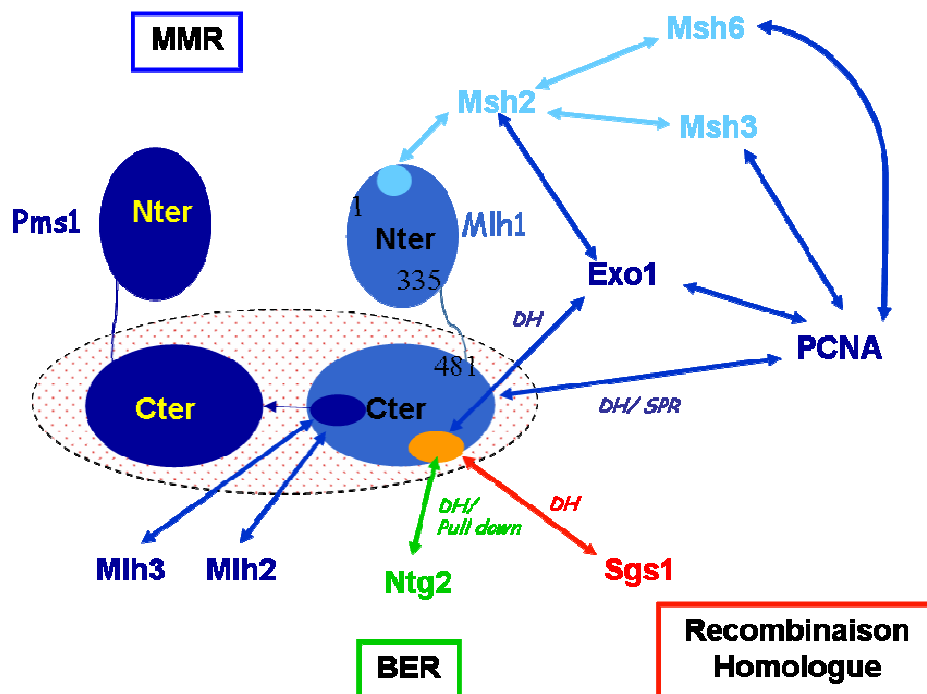 MMR
Msh6
Msh2
Msh3
Pms1
Nter
1
Nter
Mlh1
335
Exo1
DH
PCNA
481
Cter
Cter
DH/ SPR
DH/
Pull down
DH
Mlh3
Mlh2
Ntg2
Sgs1
BER
Recombinaison
Homologue